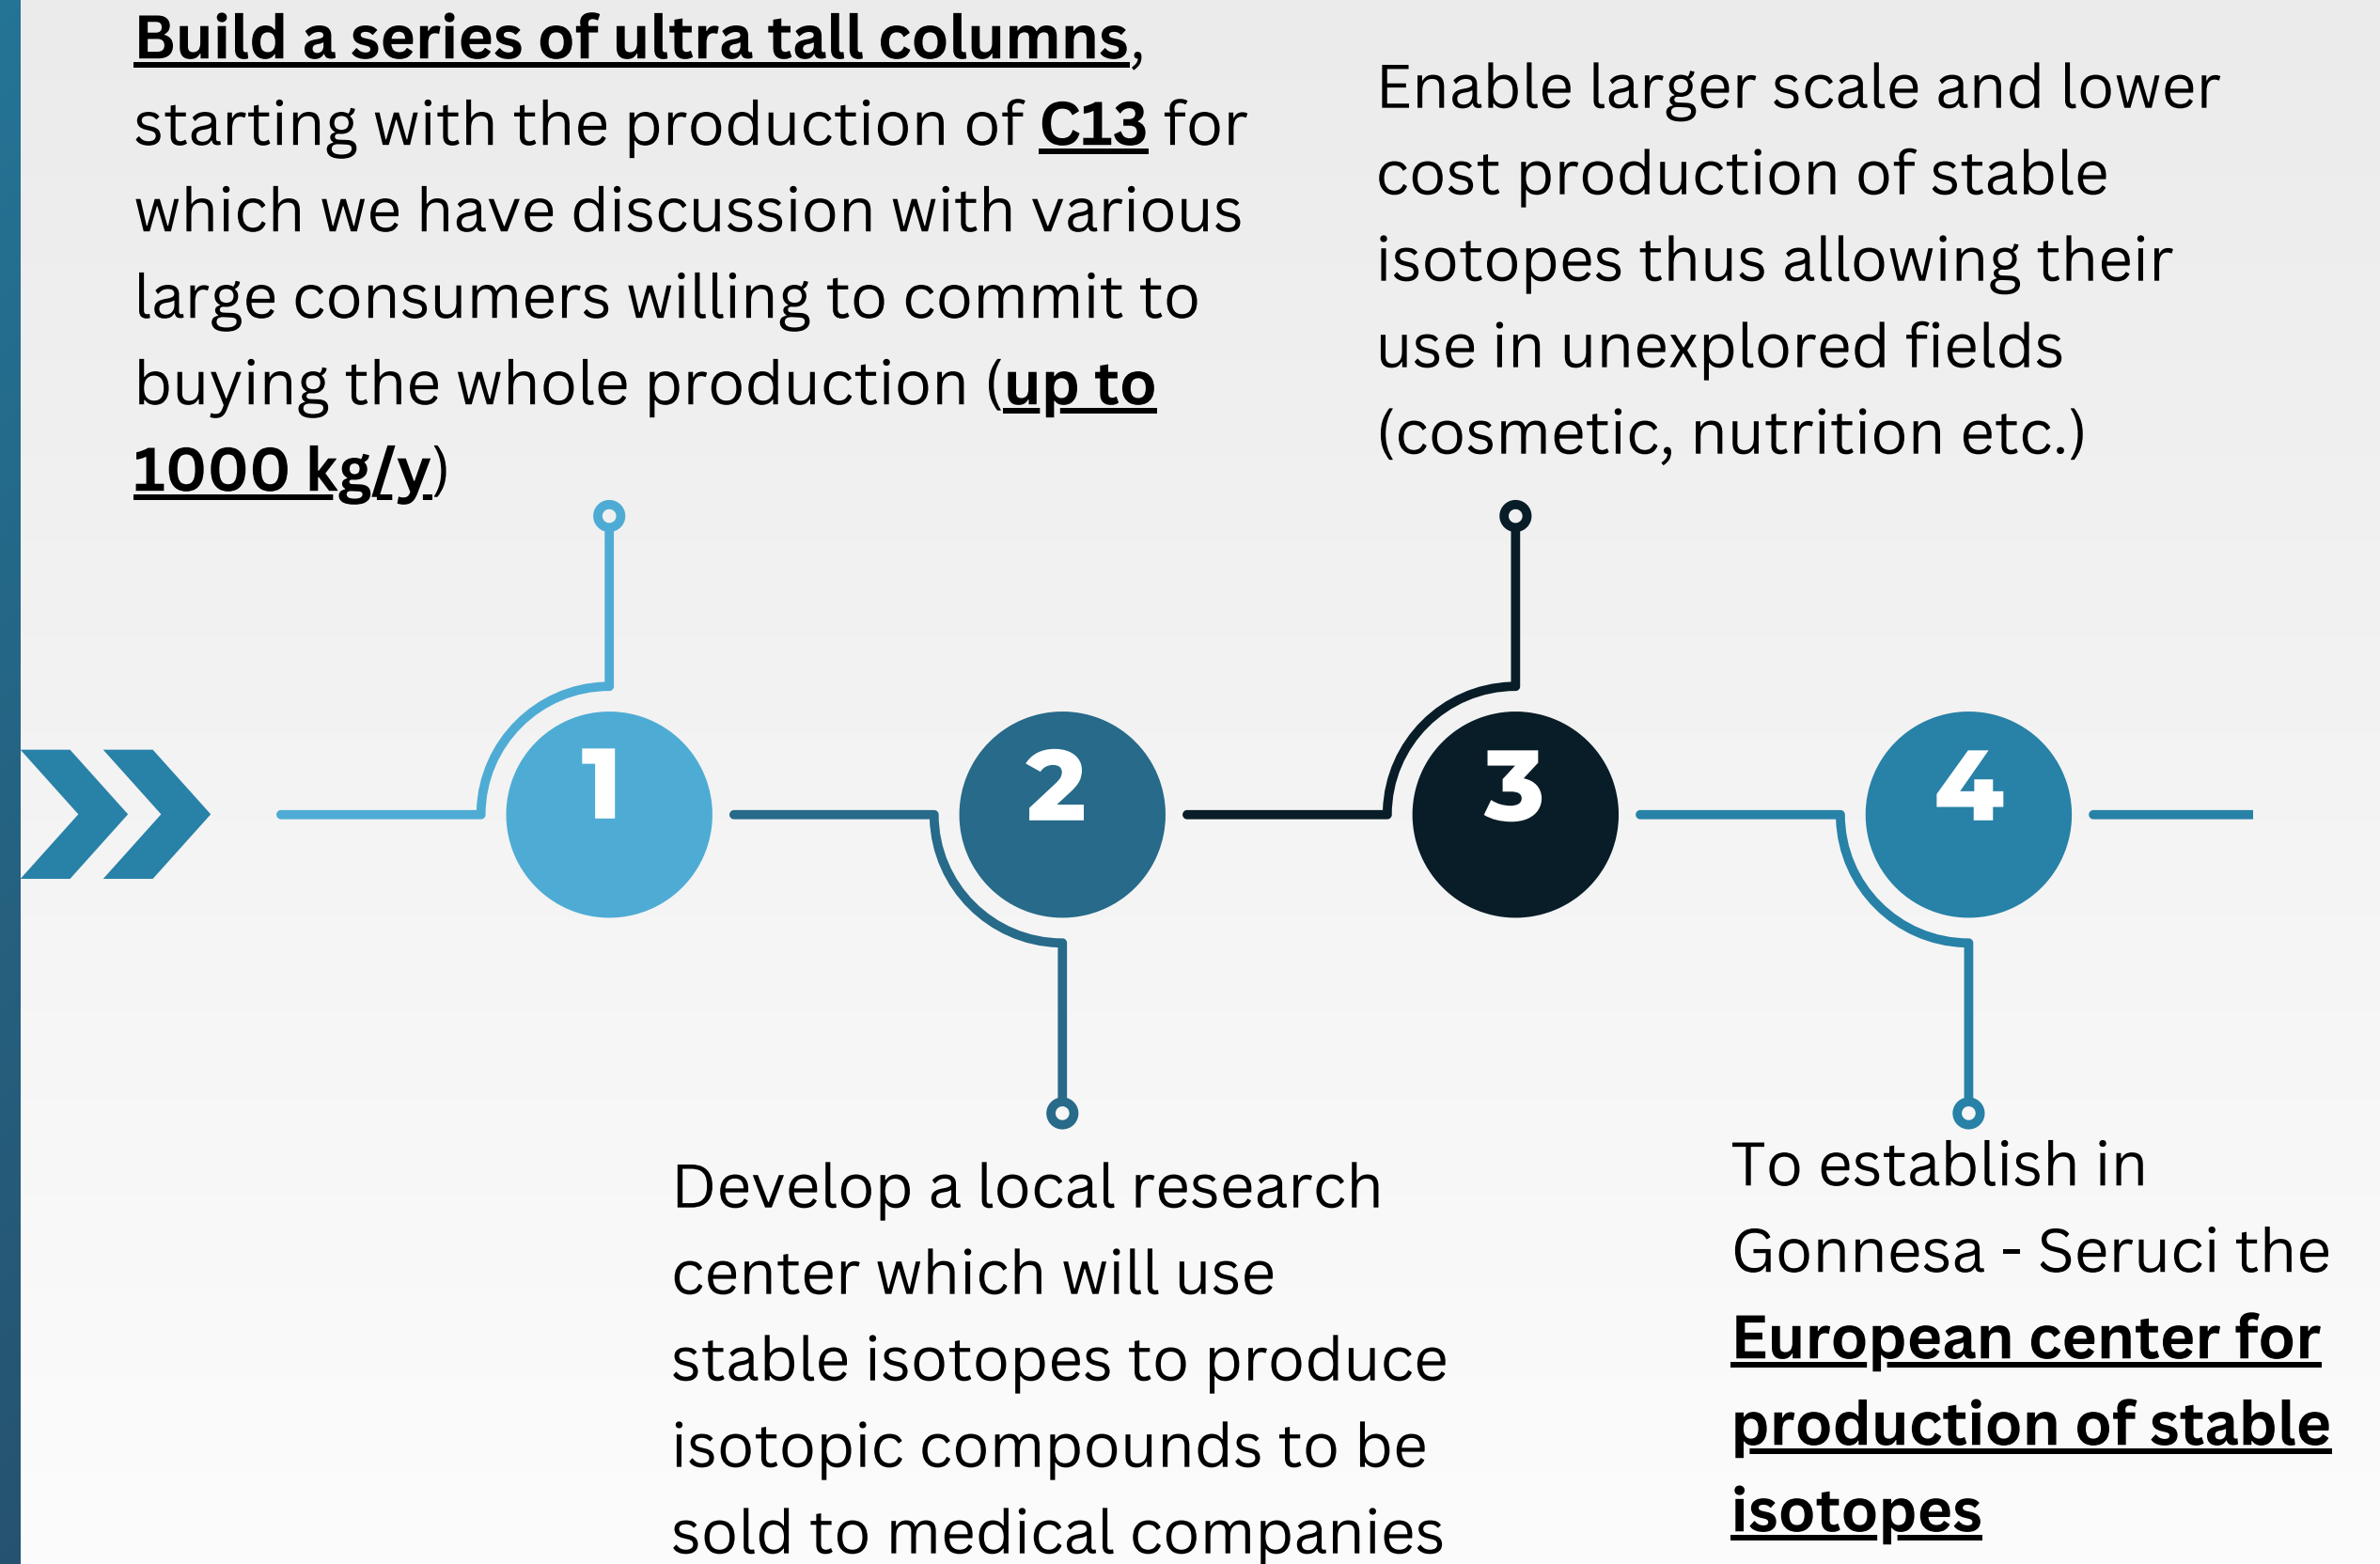 Build a series of ultra tall columns,
starting with the production of C13 for
which we have discussion with various
large consumers willing to commit to
buying the whole production (up to
1000 kg/y)
Enable larger scale and lower
cost production of stable
isotopes thus allowing their
use in unexplored fields
(cosmetic, nutrition etc.)
1
2
3
4
Develop a local research
center which will use
stable isotopes to produce
isotopic compounds to be
sold to medical companies
To establish in
Gonnesa - Seruci the
European center for
production of stable
isotopes